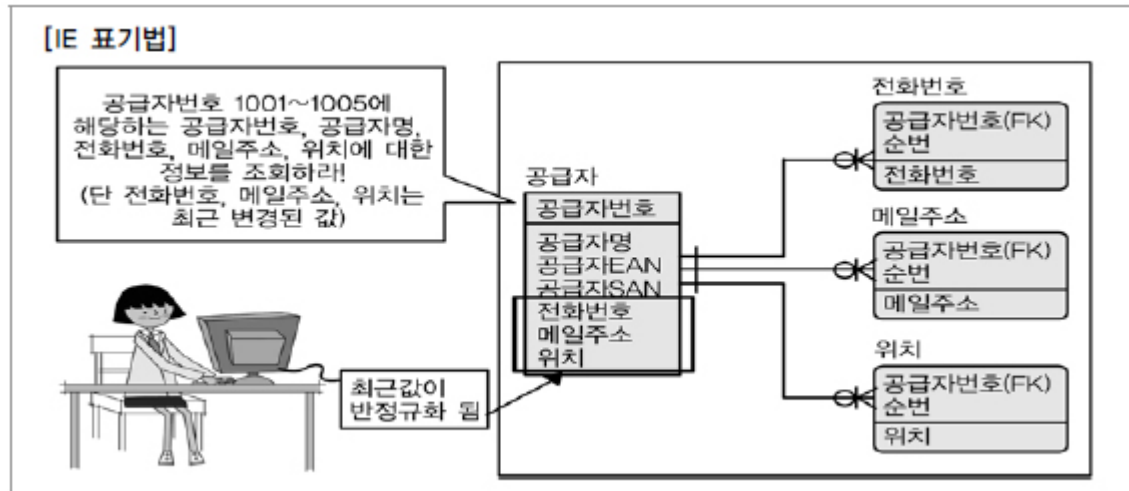 [IE 표기법]
공급자번호 1001~1005에
해당하는 공급자번호, 공급자명,
전화번호, 메일주소, 위치에 대한
정보를 조회하라!
(단 전화번호, 메일주소, 위치는
최근 변경된 값)
최근값이
반정규화 됨
공급자
공급자번호
공급자명
공급자EAN
공급자SAN
전화번호
메일주소
위치
전화번호
공급자번호(FK)
순번
전화번호
메일주소
공급자번호(FK)
순번
메일주소
위치
공급자번호(FK)
순번
위치